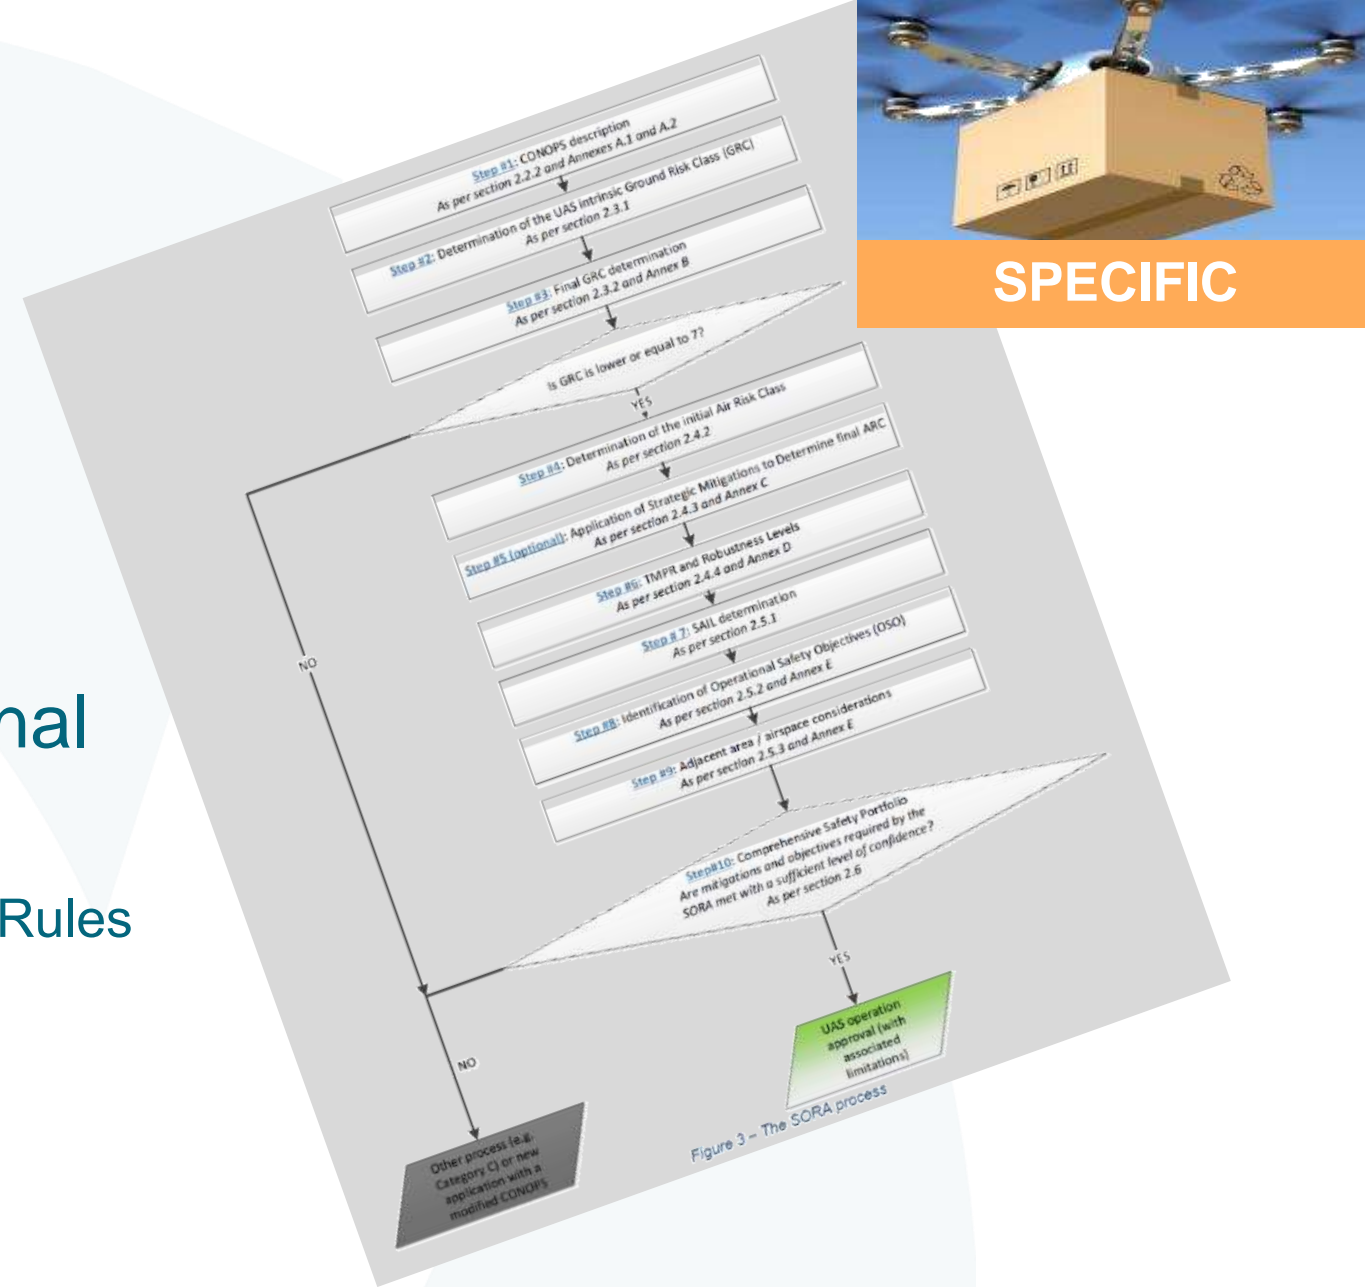 SPECIFIC
Step #1: CONOPS description
As per section 2.2.2 and Annexes A.1 and A.2
Step #2: Determination of the UAS intrinsic Ground Risk Class (GRC)
As per section 2.3.1
Step #3: Final GRC determination
As per section 2.3.2 and Annex B
Is GRC is lower or equal to 7?
YES
Step #4: Determination of the initial Air Risk Class
As per section 2.4.2
Step #5 (optional): Application of Strategic Mitigations to Determine final ARC
As per section 2.4.3 and Annex C
Step #6: TMPR and Robustness Levels
As per section 2.4.4 and Annex D
Step # 7: SAIL determination
As per section 2.5.1
NO
Step #8: Identification of Operational Safety Objectives (OSO)
As per section 2.5.2 and Annex E
nal
Step #9: Adjacent area / airspace considerations
As per section 2.5.3 and Annex E
Step#10: Comprehensive Safety Portfolio
Are mitigations and objectives required by the
SORA met with a sufficient level of confidence?
As per section 2.6
Rules
YES
UAS operation
approval (with
associated
limitations)
NO
Figure 3 – The SORA process
Other process (e.g.
Category C) or new
application with a
modified CONOPS